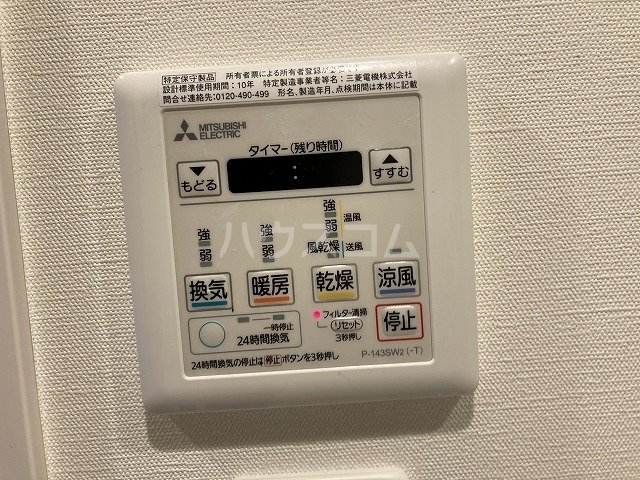 特定保守製品 所有者票による所有者登録が必要です
設計標準使用期間：10年 特定製造事業者等名：三菱電機株式会社
問合せ連絡先：0120-490-499 形名、製造年月、点検期間は本体に記載
MITSUBISHI
ELECTRIC
タイマー(残り時間)
▼
もどる
:
▲
すすむ
強
弱
強
弱
強
弱
温風
風乾燥
送風
ハウスコム
換気
暖房
乾燥
涼風
一時停止
24時間換気
フィルター清掃
リセット
3秒押し
停止
24時間換気の停止は停止ボタンを3秒押し
P-143SW2(-T)